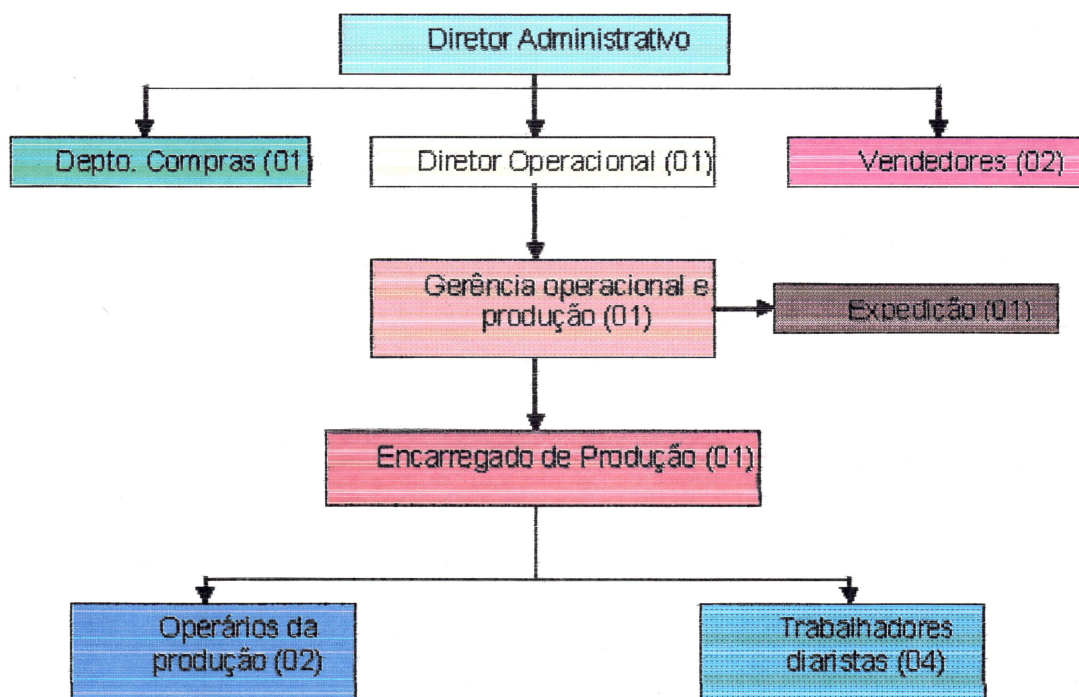 Diretor Administrativo
Depto. Compras (01)
Diretor Operacional (01)
Vendedores (02)
Gerência operacional e
produção (01)
Expedição (01)
Encarregado de Produção (01)
Operários da
produção (02)
Trabalhadores
diaristas (04)